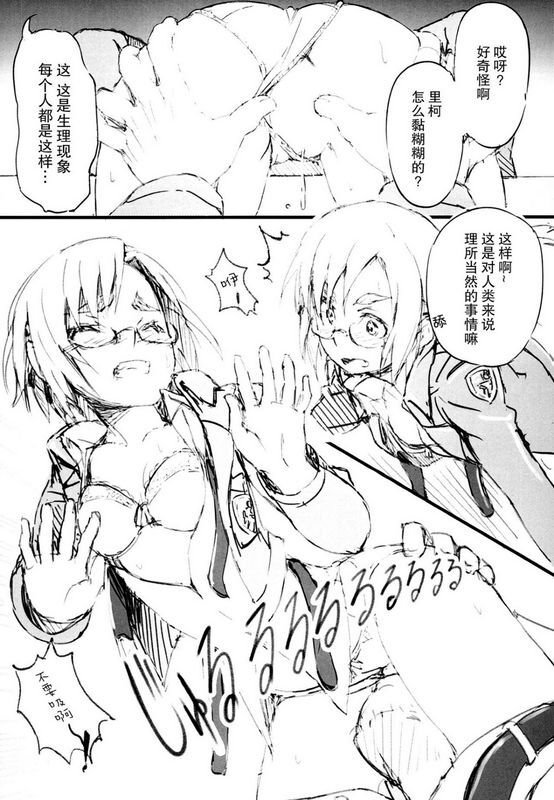 哎呀？
好奇怪啊
里柯
怎么黏糊糊的？
这 这是生理现象
每个人都是这样…
这样啊~
这是对人类来说
理所当然的事情嘛
舔
咿！
じゅるるるるるるるる
不要吸啊